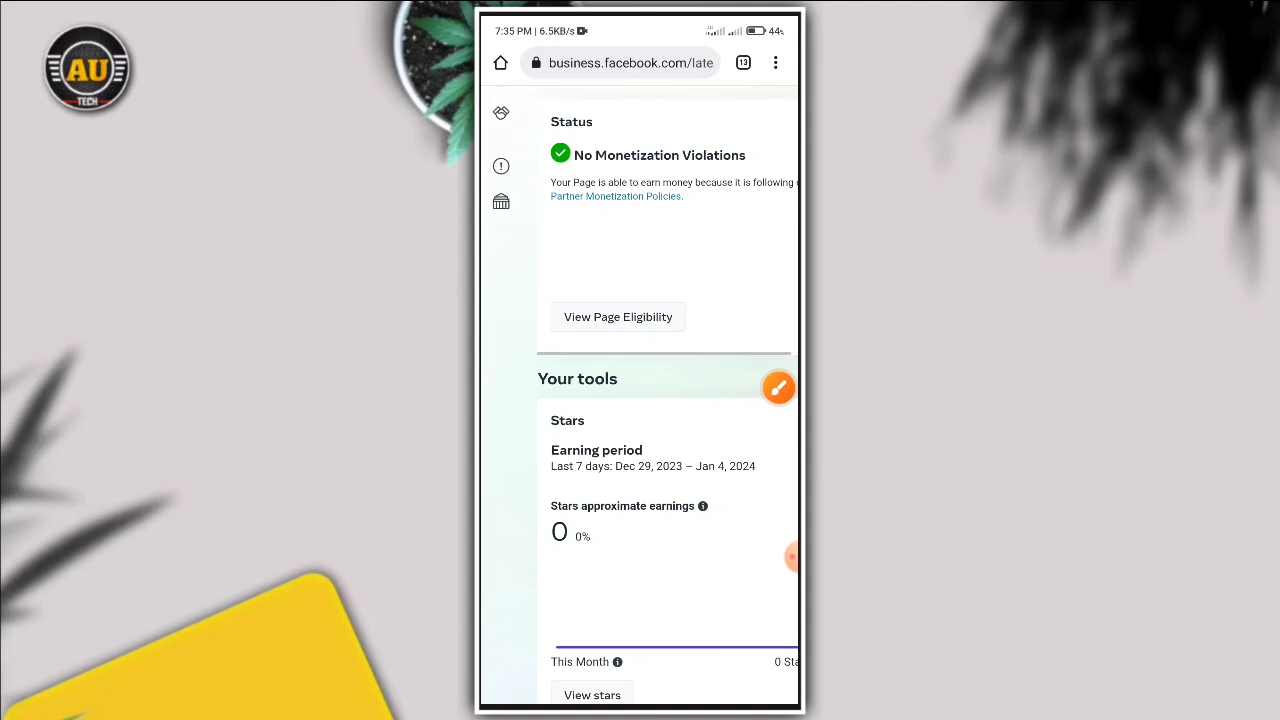 AU
TECH
7:35 PM | 6.5KB/s 44%
business.facebook.com/late 13
Status
No Monetization Violations
Your Page is able to earn money because it is following
Partner Monetization Policies.
View Page Eligibility
Your tools
Stars
Earning period
Last 7 days: Dec 29, 2023 – Jan 4, 2024
Stars approximate earnings
0 0%
This Month 0 Sta
View stars